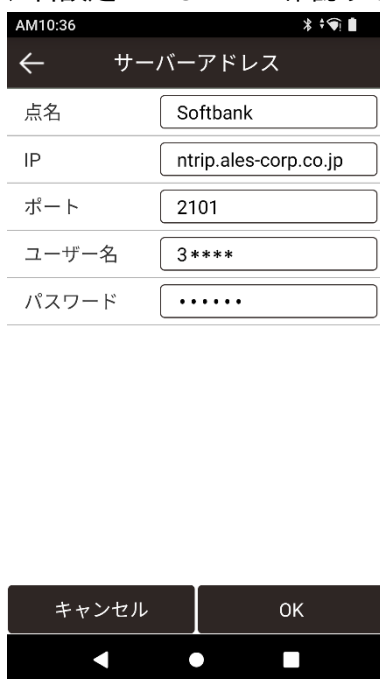 AM10:36
サーバーアドレス
点名 Softbank
IP ntrip.ales-corp.co.jp
ポート 2101
ユーザー名 3****
パスワード ••••••
キャンセル OK